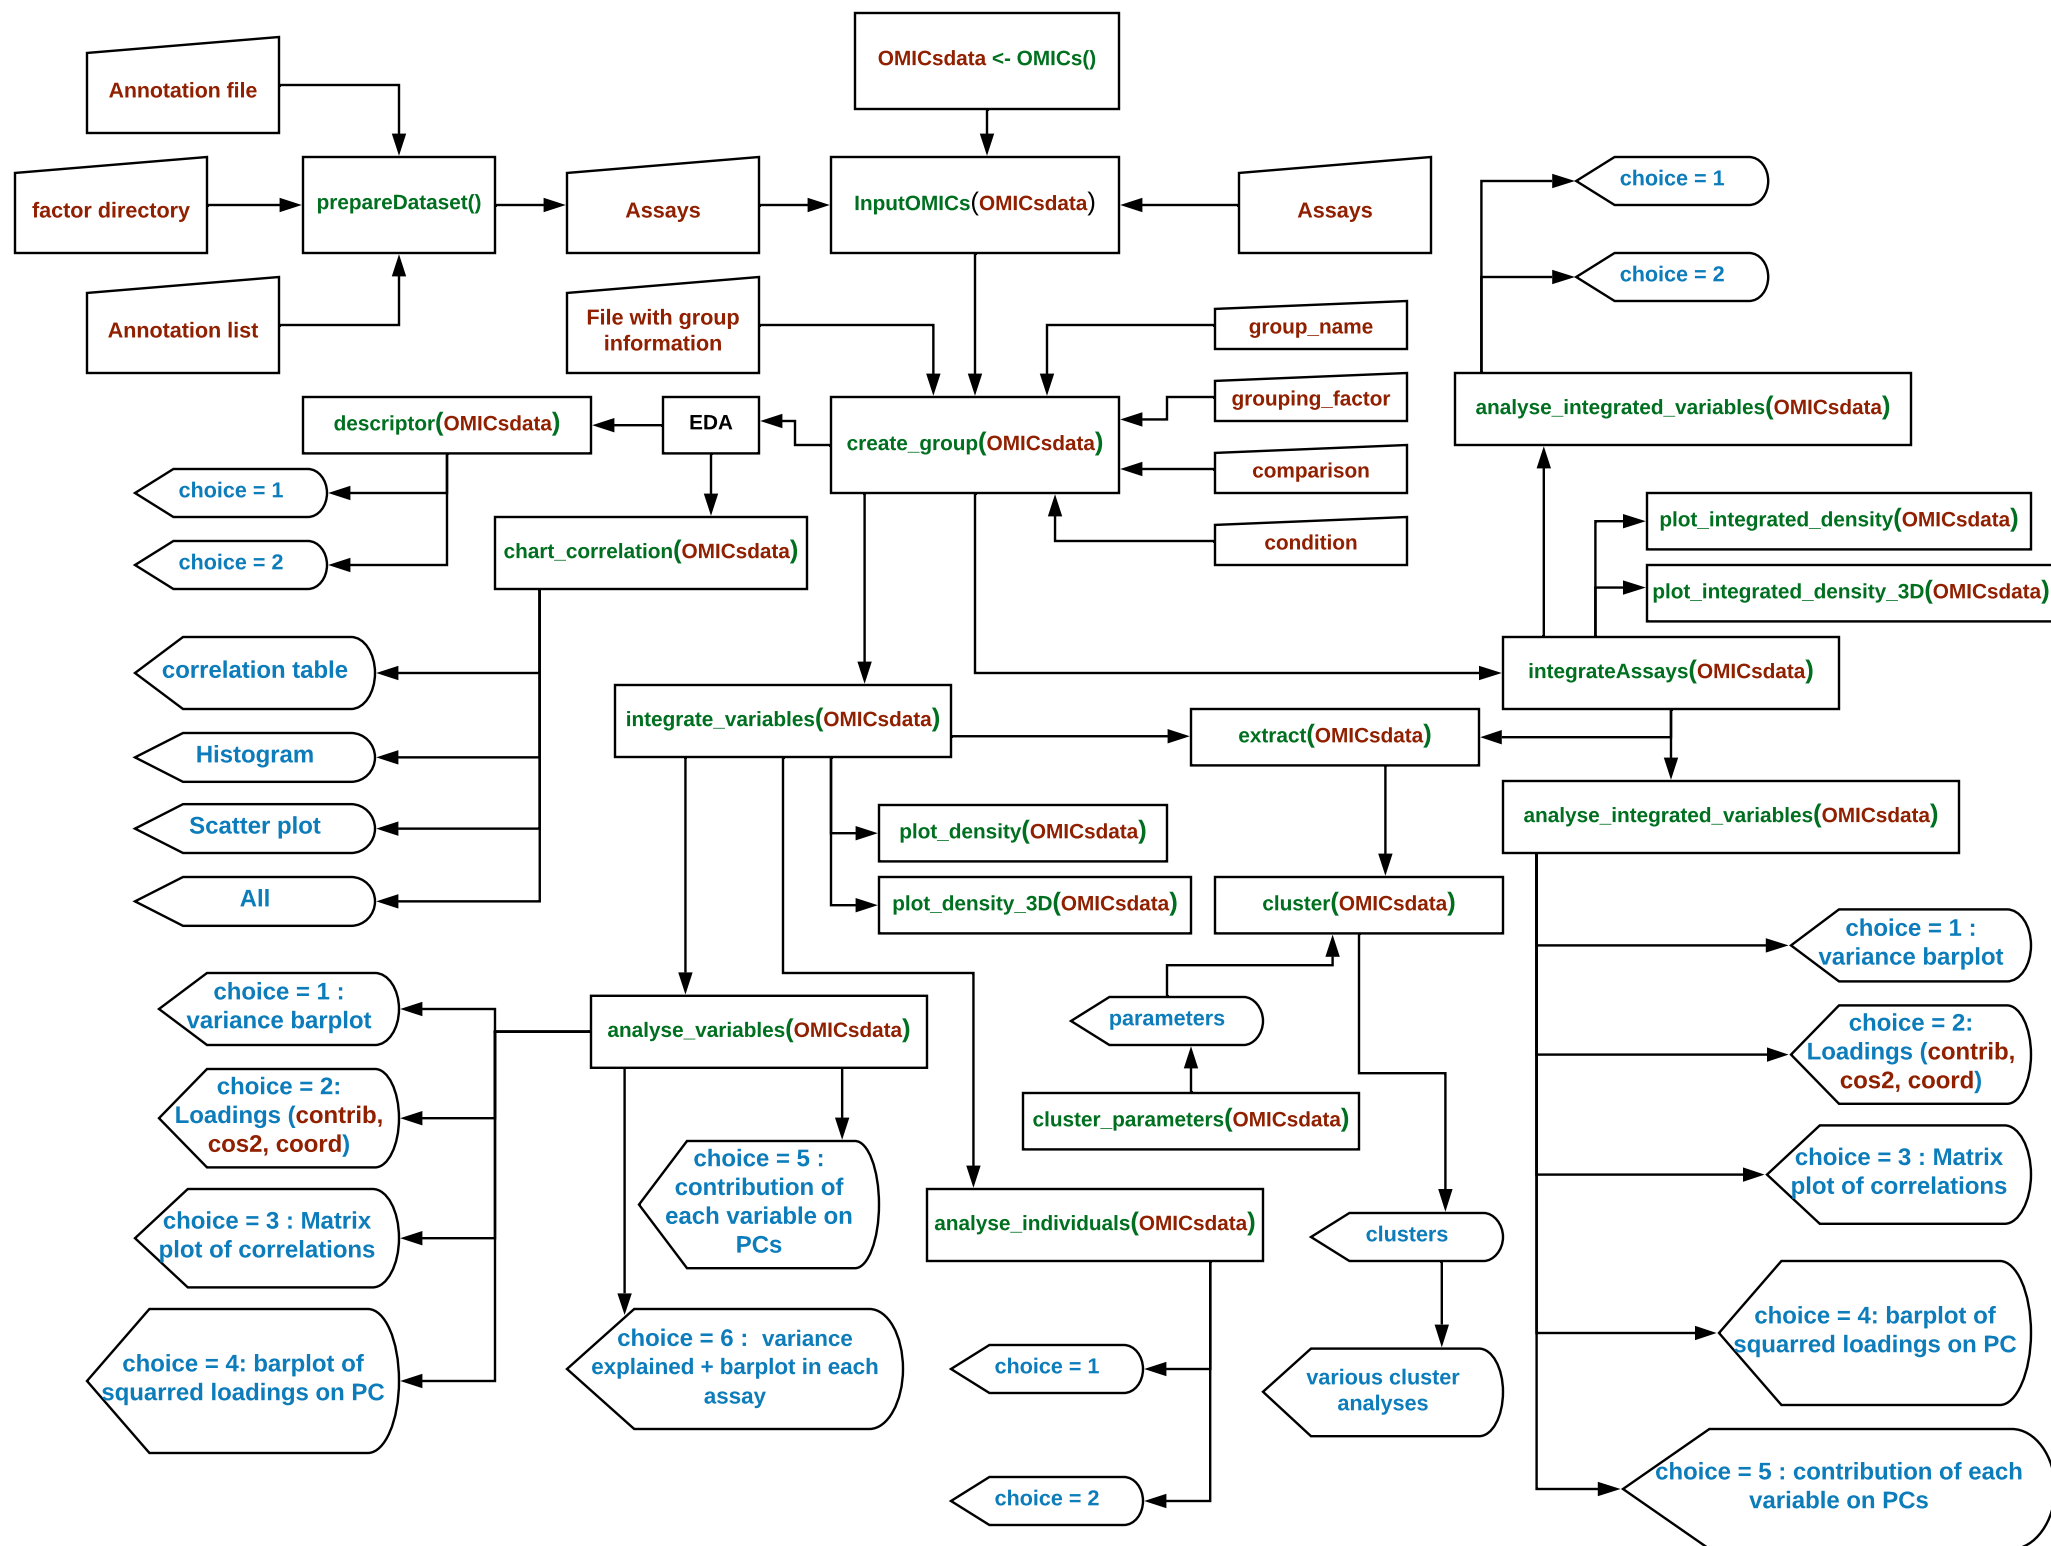 OMICsdata <- OMICs()
Annotation file
factor directory
prepareDataset()
Assays
InputOMICs(OMICsdata)
Assays
choice = 1
choice = 2
Annotation list
File with group
information
group_name
grouping_factor
comparison
condition
descriptor(OMICsdata)
EDA
create_group(OMICsdata)
analyse_integrated_variables(OMICsdata)
choice = 1
choice = 2
chart_correlation(OMICsdata)
plot_integrated_density(OMICsdata)
plot_integrated_density_3D(OMICsdata)
correlation table
Histogram
Scatter plot
All
integrate_variables(OMICsdata)
extract(OMICsdata)
integrateAssays(OMICsdata)
plot_density(OMICsdata)
plot_density_3D(OMICsdata)
cluster(OMICsdata)
analyse_integrated_variables(OMICsdata)
choice = 1 :
variance barplot
choice = 2:
Loadings (contrib,
cos2, coord)
choice = 3 : Matrix
plot of correlations
choice = 4: barplot of
squarred loadings on PC
analyse_variables(OMICsdata)
choice = 5 :
contribution of
each variable on
PCs
choice = 6 :  variance
explained + barplot in each
assay
parameters
cluster_parameters(OMICsdata)
analyse_individuals(OMICsdata)
choice = 1
choice = 2
clusters
various cluster
analyses
choice = 1 :
variance barplot
choice = 2:
Loadings (contrib,
cos2, coord)
choice = 3 : Matrix
plot of correlations
choice = 4: barplot of
squarred loadings on PC
choice = 5 : contribution of each
variable on PCs